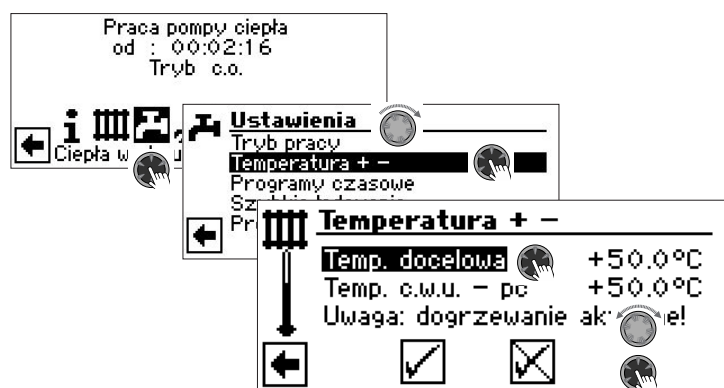 Praca pompy ciepła
od : 00:02:16
Tryb c.o.
Ciepła
Ustawienia
Tryb pracy
Temperatura + -
Programy czasowe
Temperatura + -
Temp. docelowa +50.0°C
Temp. c.w.u. - pc +50.0°C
Uwaga: dogrzewanie